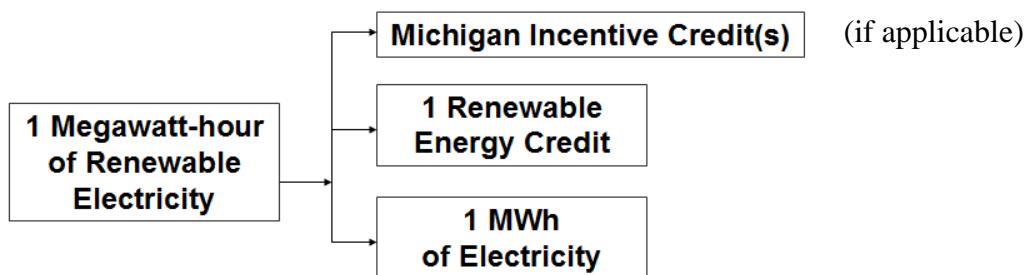 Michigan Incentive Credit(s) (if applicable)
1 Megawatt-hour
of Renewable
Electricity
1 Renewable
Energy Credit
1 MWh
of Electricity